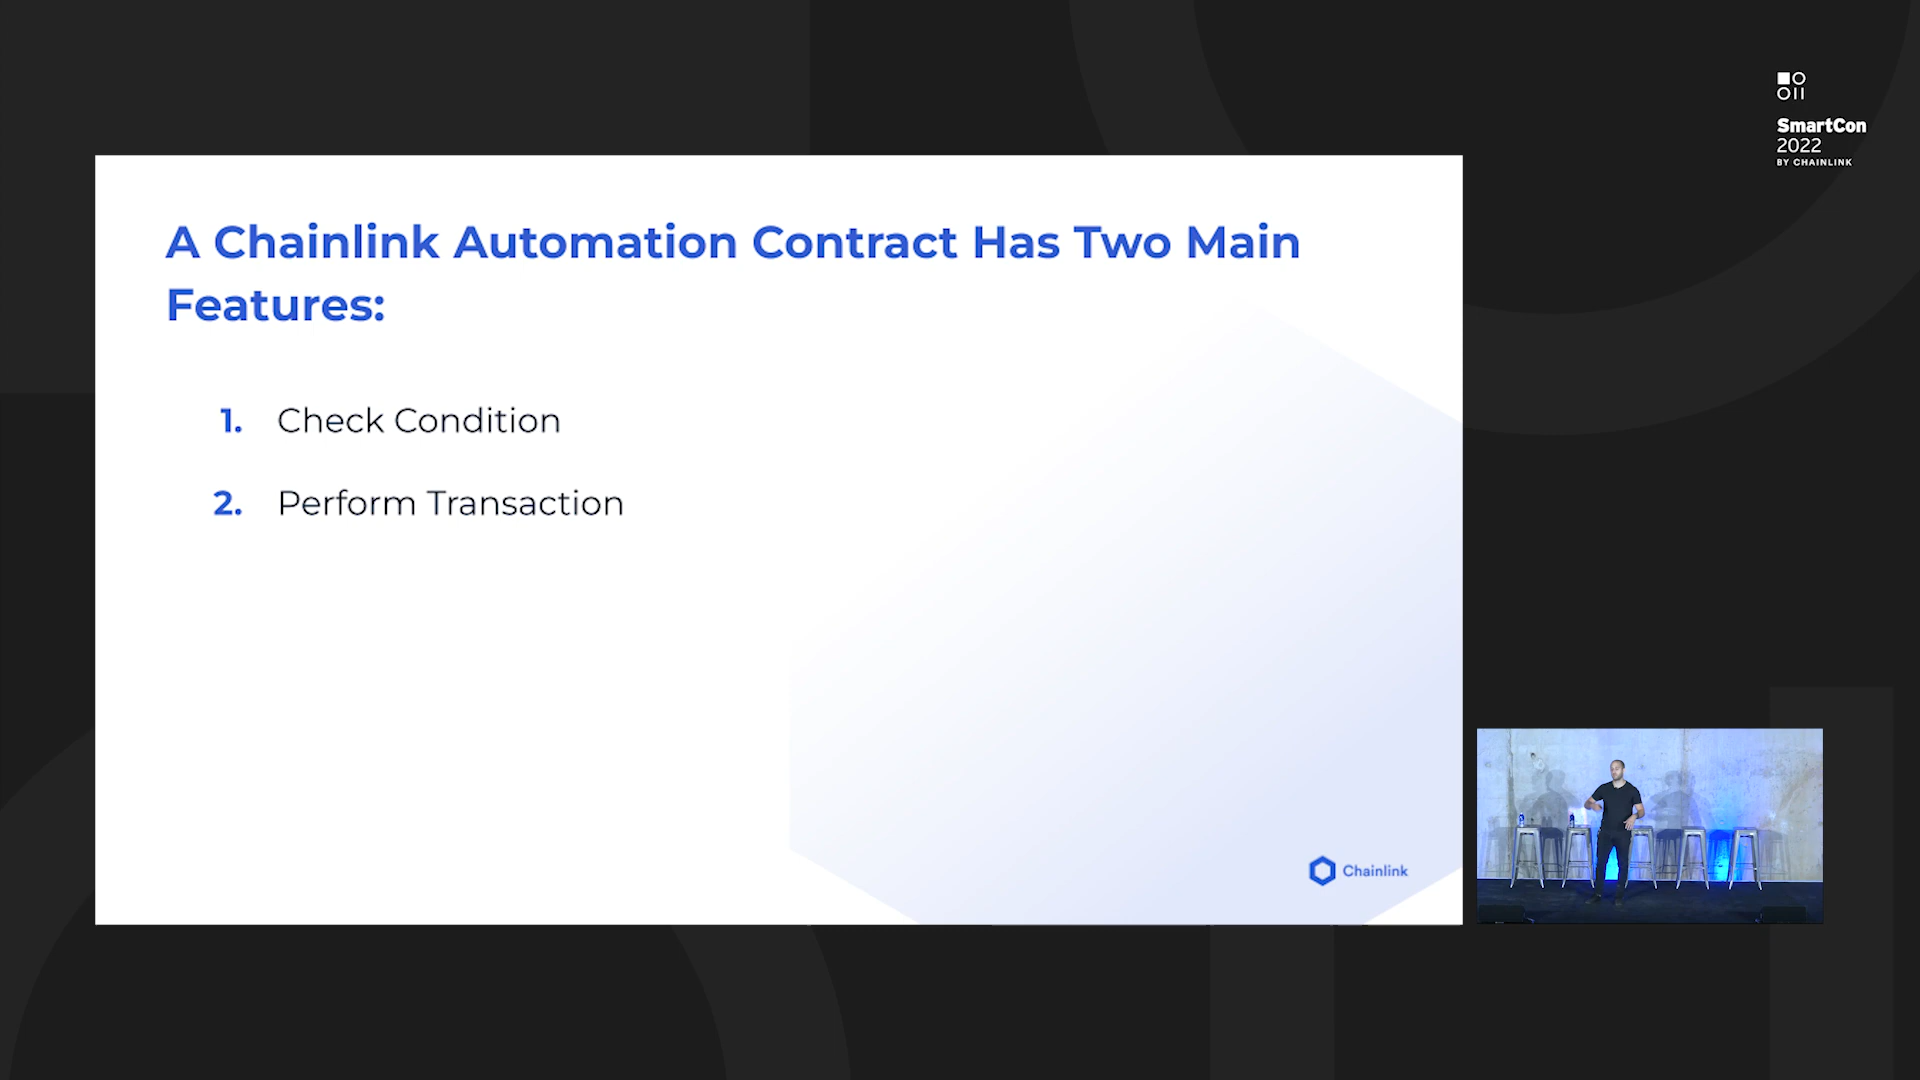 SmartCon
2022
BY CHAINLINK
A Chainlink Automation Contract Has Two Main
Features:
1. Check Condition
2. Perform Transaction
Chainlink